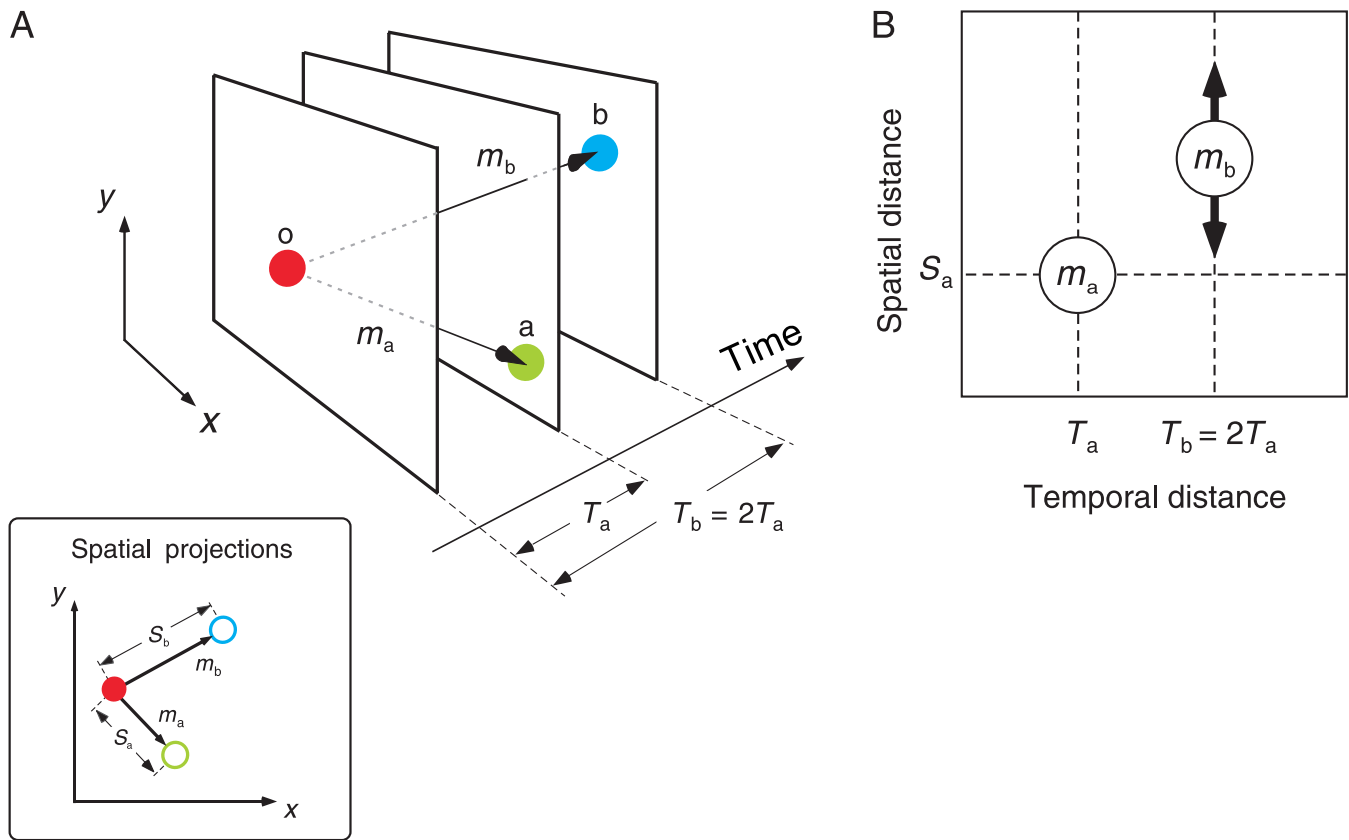 A
y
x
o
m_b
b
m_a
a
Time
T_a
T_b = 2T_a
Spatial projections
y
S_b
m_b
m_a
S_a
x
B
Spatial distance
S_a
m_b
m_a
T_a
T_b = 2T_a
Temporal distance